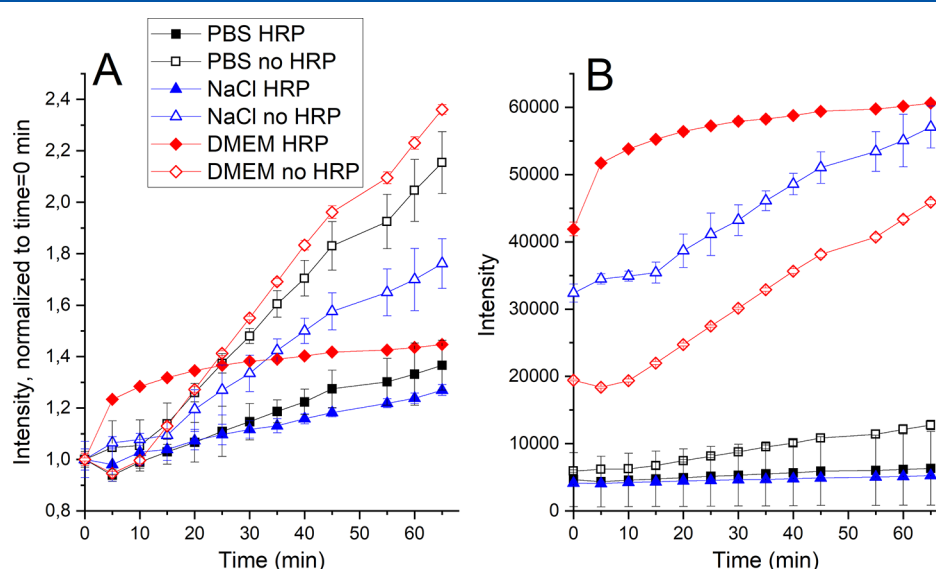 A
PBS HRP
PBS no HRP
NaCl HRP
NaCl no HRP
DMEM HRP
DMEM no HRP
Intensity, normalized to time=0 min
2,4
2,2
2,0
1,8
1,6
1,4
1,2
1,0
0,8
0 10 20 30 40 50 60
Time (min)
B
Intensity
60000
50000
40000
30000
20000
10000
0
0 10 20 30 40 50 60
Time (min)